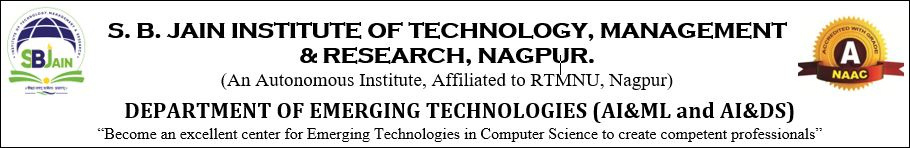 S. B. JAIN INSTITUTE OF TECHNOLOGY, MANAGEMENT
& RESEARCH, NAGPUR.
(An Autonomous Institute, Affiliated to RTMNU, Nagpur)
DEPARTMENT OF EMERGING TECHNOLOGIES (AI&ML and AI&DS)
“Become an excellent center for Emerging Technologies in Computer Science to create competent professionals”
SBJAIN
ACCREDITED WITH GRADE
A
NAAC